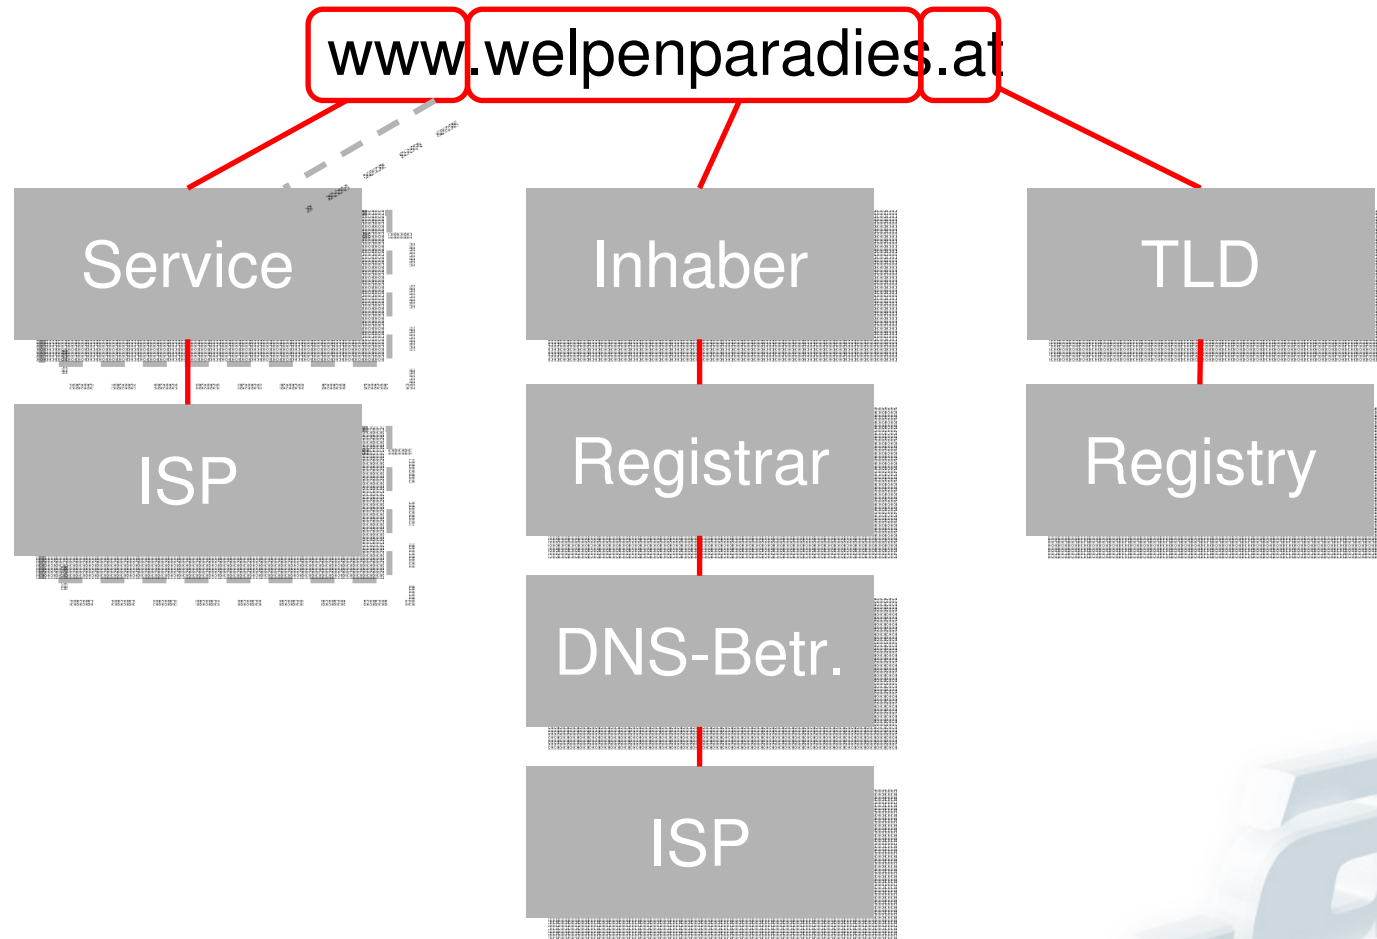 www.welpenparadies.at
Service
Inhaber
TLD
ISP
Registrar
Registry
DNS-Betr.
ISP